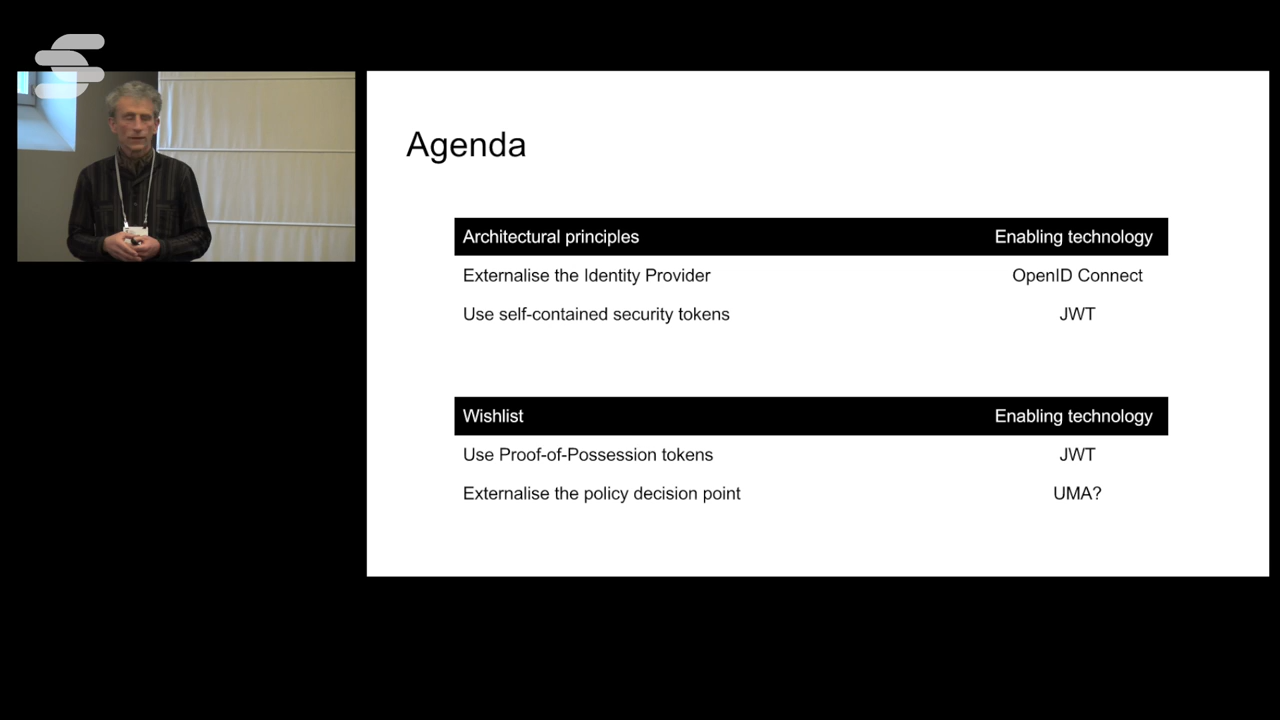 Agenda
Architectural principles Enabling technology
Externalise the Identity Provider OpenID Connect
Use self-contained security tokens JWT
Wishlist Enabling technology
Use Proof-of-Possession tokens JWT
Externalise the policy decision point UMA?